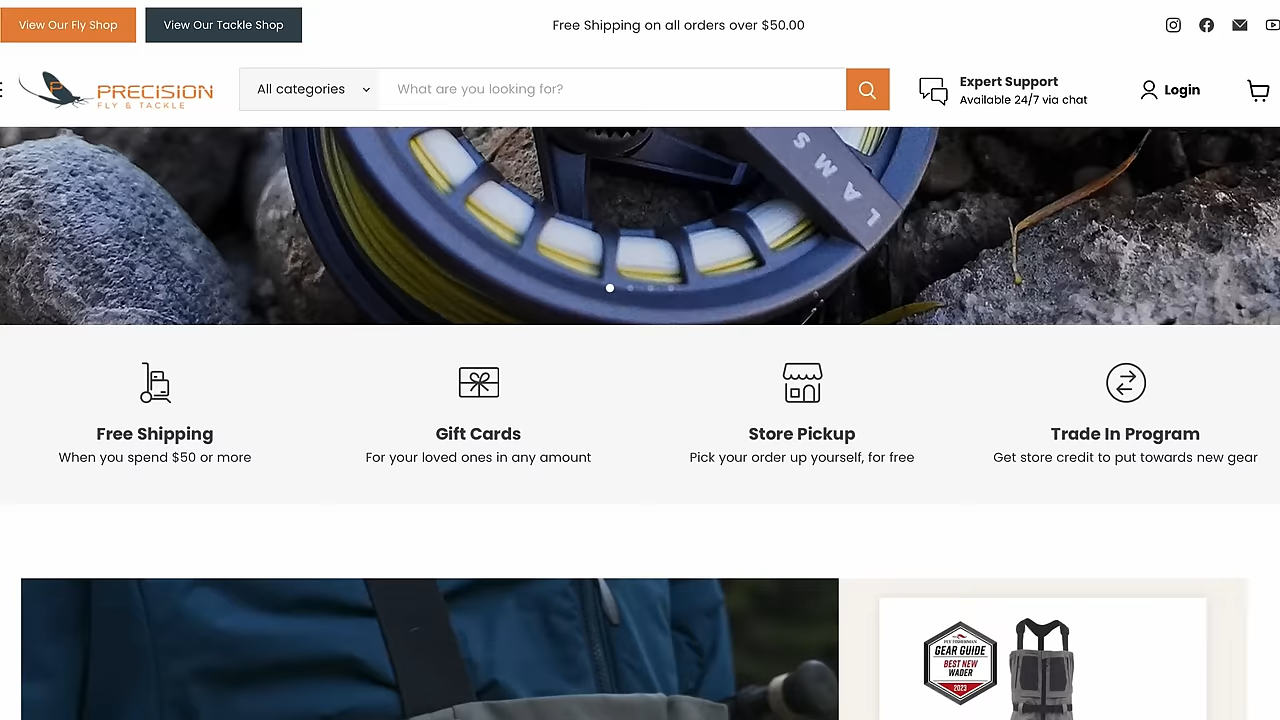 View Our Fly Shop
View Our Tackle Shop
Free Shipping on all orders over $50.00
P
PRECISION
FLY & TACKLE
All categories
What are you looking for?
Expert Support
Available 24/7 via chat
Login
LAMS
Free Shipping
When you spend $50 or more
Gift Cards
For your loved ones in any amount
Store Pickup
Pick your order up yourself, for free
Trade In Program
Get store credit to put towards new gear
FLY FISHERMAN
GEAR GUIDE
BEST NEW
WADER
2023